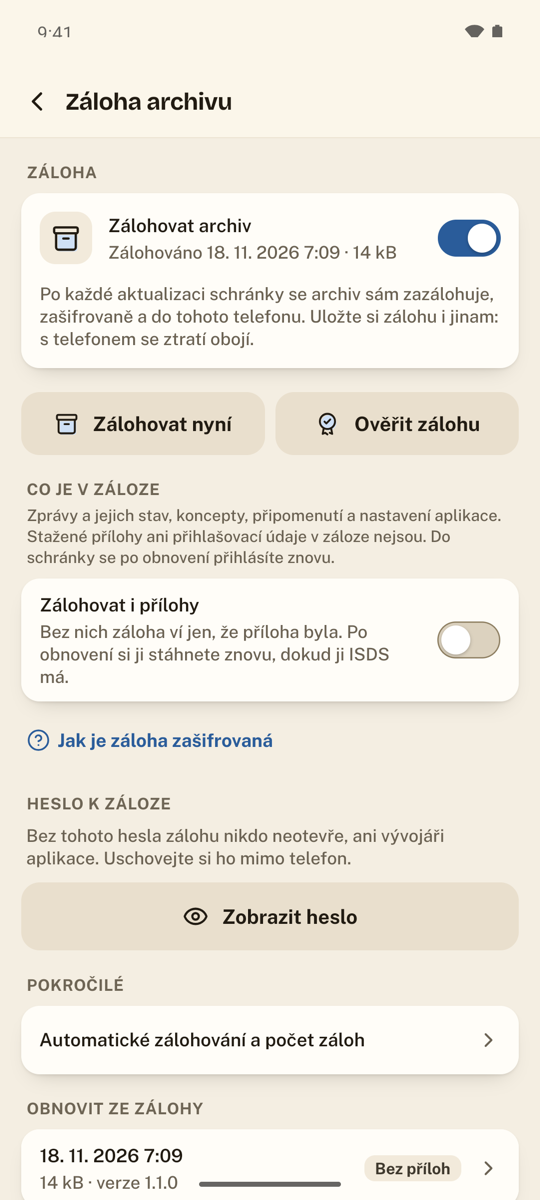 9:41
Záloha archivu
ZÁLOHA
Zálohovat archiv
Zálohováno 18. 11. 2026 7:09 · 14 kB
Po každé aktualizaci schránky se archiv sám zazálohuje,
zašifrovaně a do tohoto telefonu. Uložte si zálohu i jinam:
s telefonem se ztratí obojí.
Zálohovat nyní
Ověřit zálohu
CO JE V ZÁLOZE
Zprávy a jejich stav, koncepty, připomenutí a nastavení aplikace.
Stažené přílohy ani přihlašovací údaje v záloze nejsou. Do
schránky se po obnovení přihlásíte znovu.
Zálohovat i přílohy
Bez nich záloha ví jen, že příloha byla. Po
obnovení si ji stáhnete znovu, dokud ji ISDS
má.
Jak je záloha zašifrovaná
HESLO K ZÁLOZE
Bez tohoto hesla zálohu nikdo neotevře, ani vývojáři
aplikace. Uschovejte si ho mimo telefon.
Zobrazit heslo
POKROČILÉ
Automatické zálohování a počet záloh
OBNOVIT ZE ZÁLOHY
18. 11. 2026 7:09
14 kB · verze 1.1.0
Bez příloh